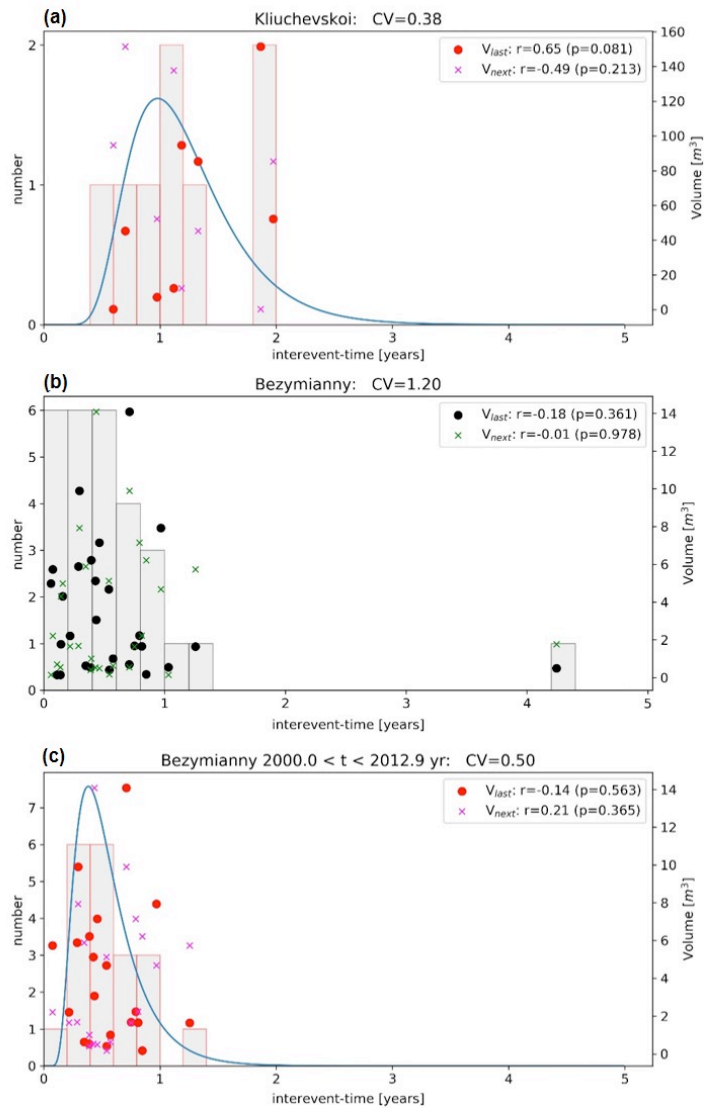 (a)
Kliuchevskoi: CV=0.38
V_last: r=0.65 (p=0.081)
V_next: r=-0.49 (p=0.213)
number
2
1
0
Volume [m³]
160
140
120
100
80
60
40
20
0
0 1 2 3 4 5
interevent-time [years]
(b)
Bezymianny: CV=1.20
V_last: r=-0.18 (p=0.361)
V_next: r=-0.01 (p=0.978)
number
6
5
4
3
2
1
0
Volume [m³]
14
12
10
8
6
4
2
0
0 1 2 3 4 5
interevent-time [years]
(c)
Bezymianny 2000.0 < t < 2012.9 yr: CV=0.50
V_last: r=-0.14 (p=0.563)
V_next: r=0.21 (p=0.365)
number
7
6
5
4
3
2
1
0
Volume [m³]
14
12
10
8
6
4
2
0
0 1 2 3 4 5
interevent-time [years]